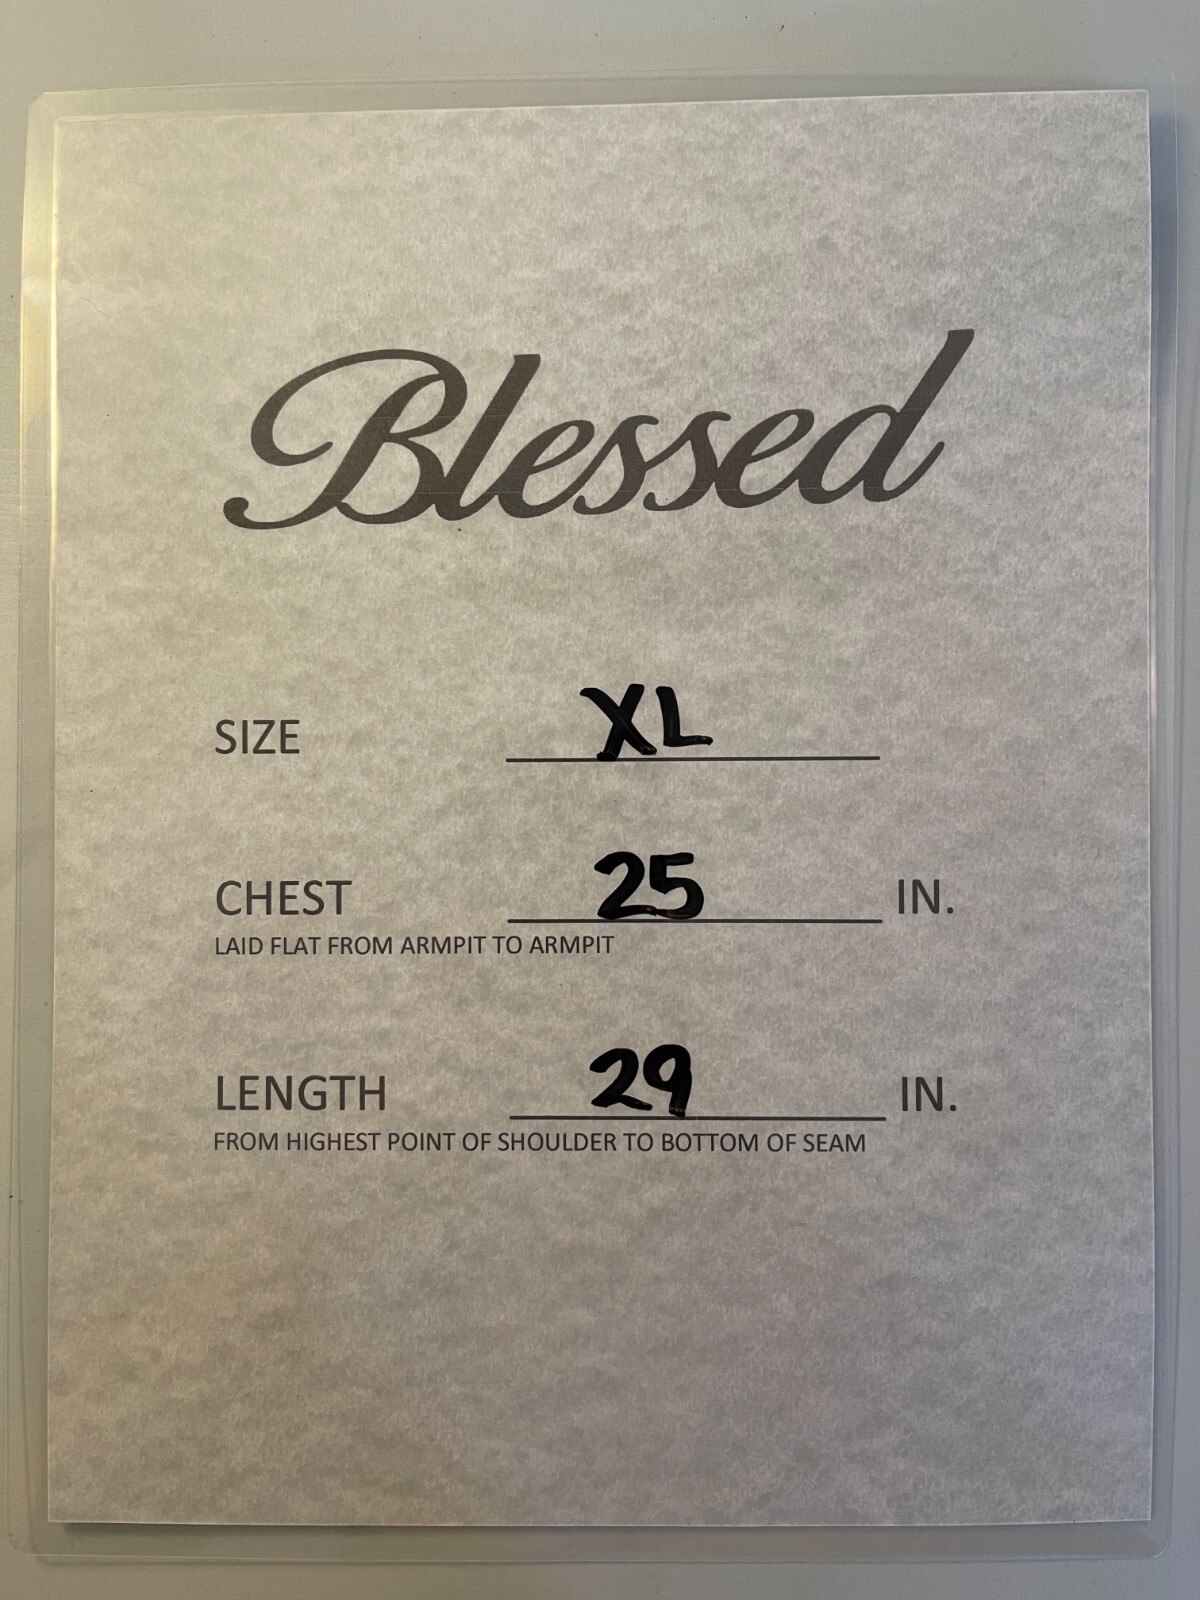 Blessed
SIZE XL
CHEST 25 IN.
LAID FLAT FROM ARMPIT TO ARMPIT
LENGTH 29 IN.
FROM HIGHEST POINT OF SHOULDER TO BOTTOM OF SEAM